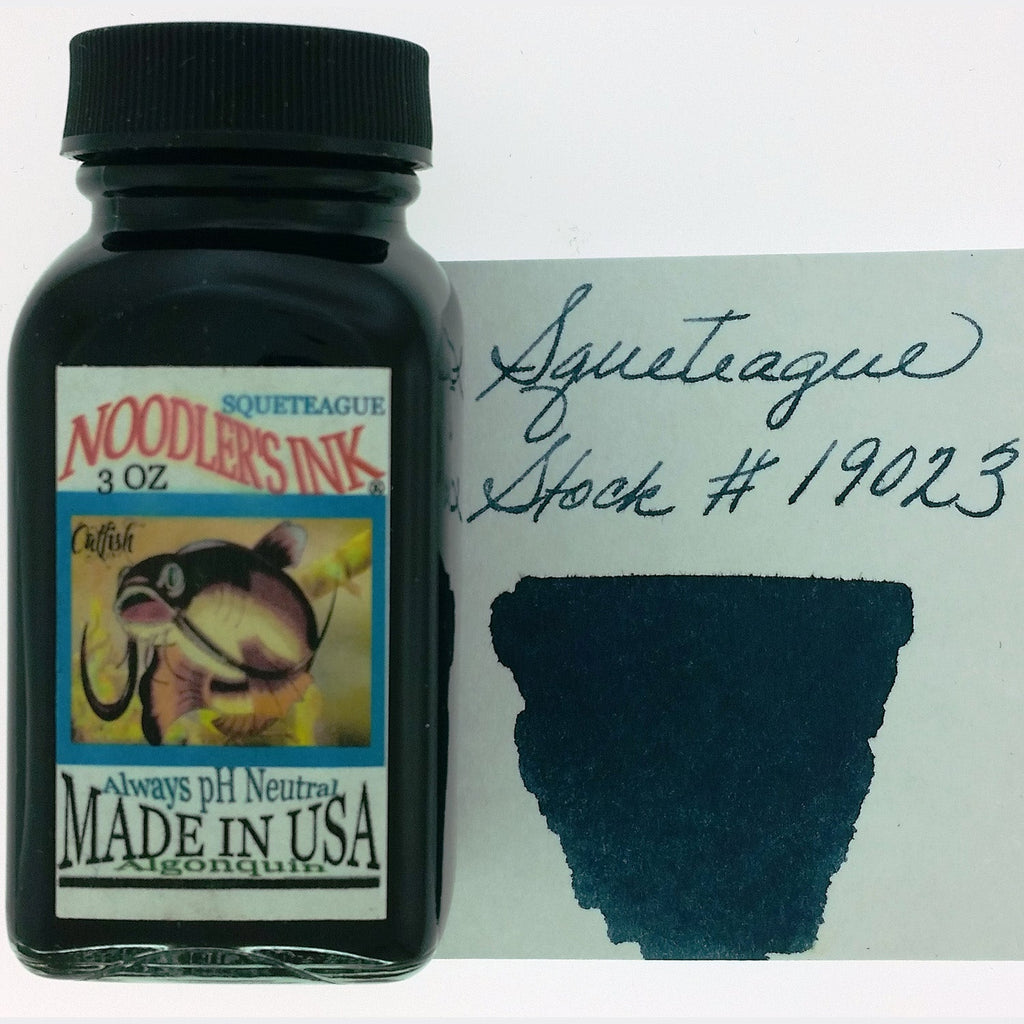 SQUETEAGUE
NOODLER'S INK ®
3 OZ
Catfish
Always pH Neutral
MADE IN USA
Algonquin
Squeteague
Stock # 19023